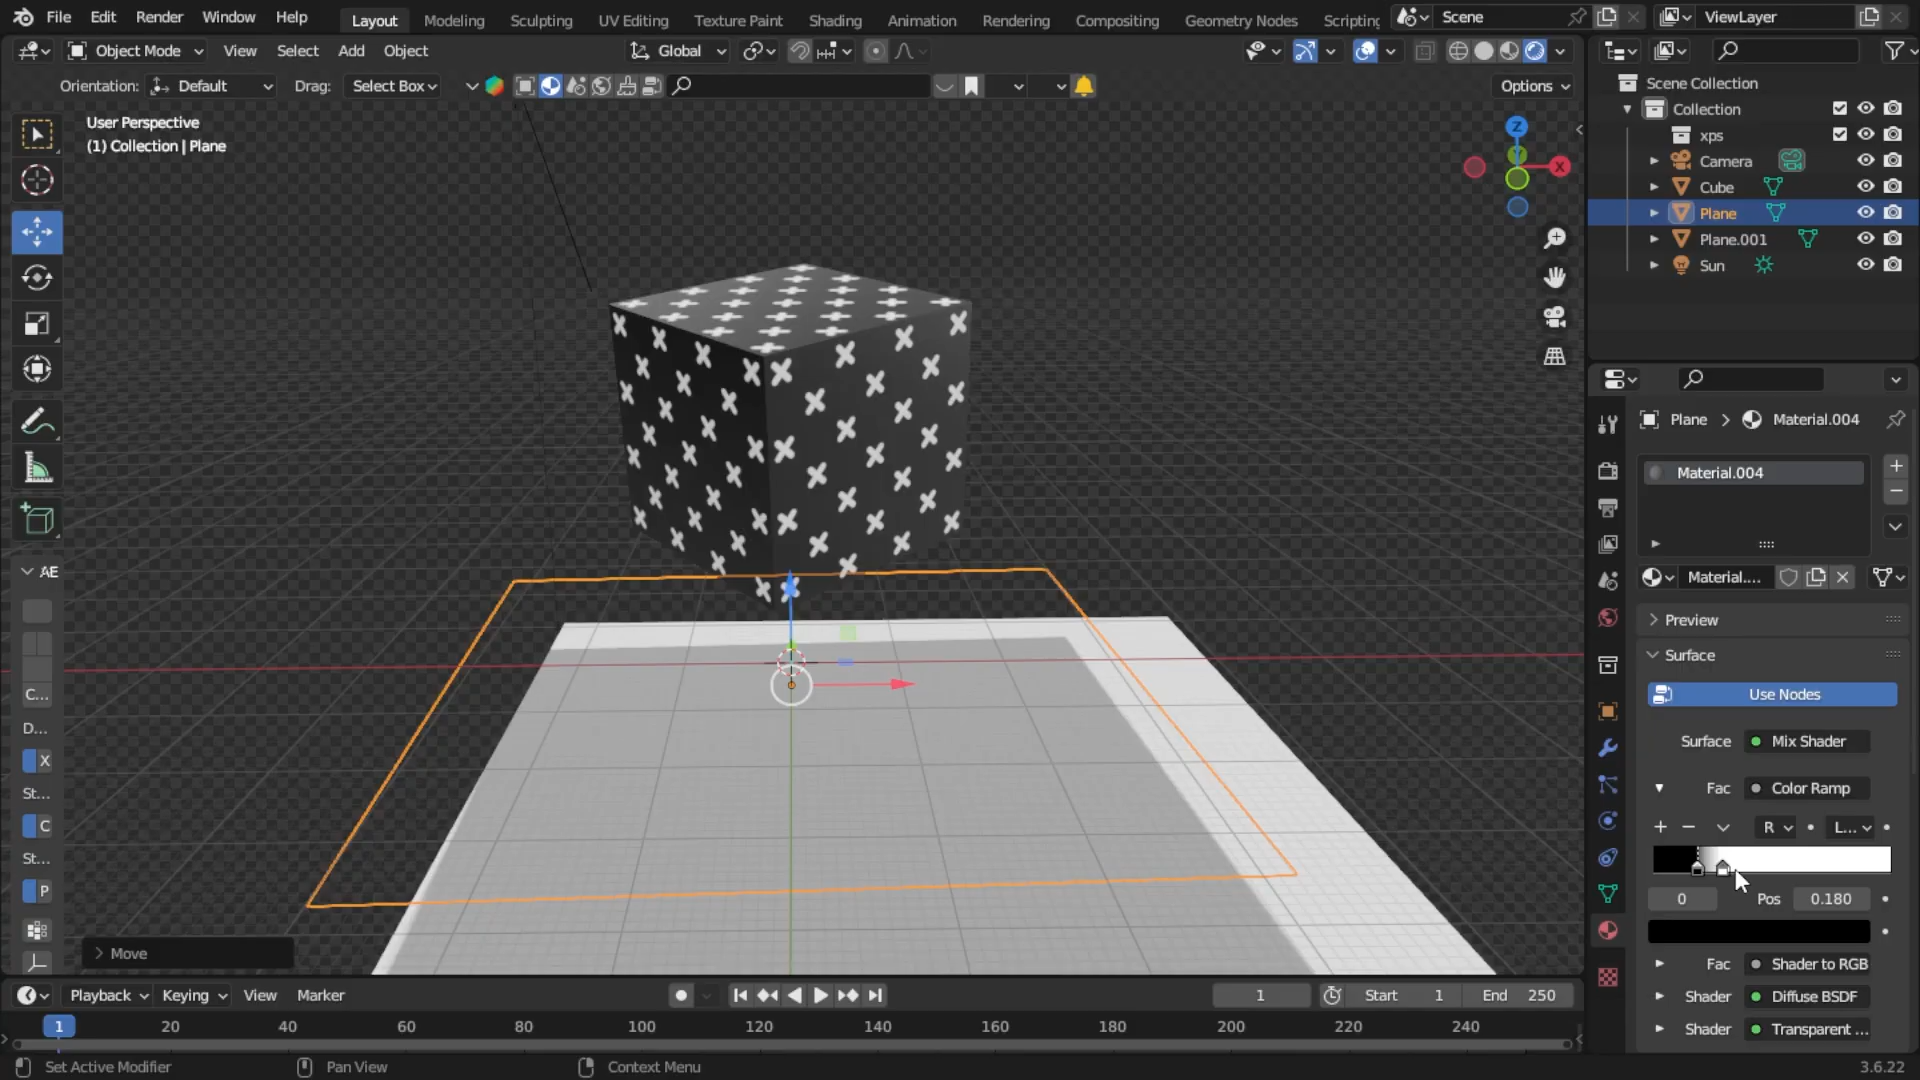 File Edit Render Window Help Layout Modeling Sculpting UV Editing Texture Paint Shading Animation Rendering Compositing Geometry Nodes Scripting Scene ViewLayer
Object Mode View Select Add Object Global
Orientation: Default Drag: Select Box Options
User Perspective
(1) Collection | Plane
Z
X
Scene Collection
Collection
xps
Camera
Cube
Plane
Plane.001
Sun
Plane Material.004
Material.004
Material....
Preview
Surface
Use Nodes
Surface Mix Shader
Fac Color Ramp
R L...
0 Pos 0.180
Fac Shader to RGB
Shader Diffuse BSDF
Shader Transparent ...
AE
C...
D...
X
St...
C
St...
P
Move
Playback Keying View Marker 1 Start 1 End 250
1 20 40 60 80 100 120 140 160 180 200 220 240
Set Active Modifier Pan View Context Menu 3.6.22